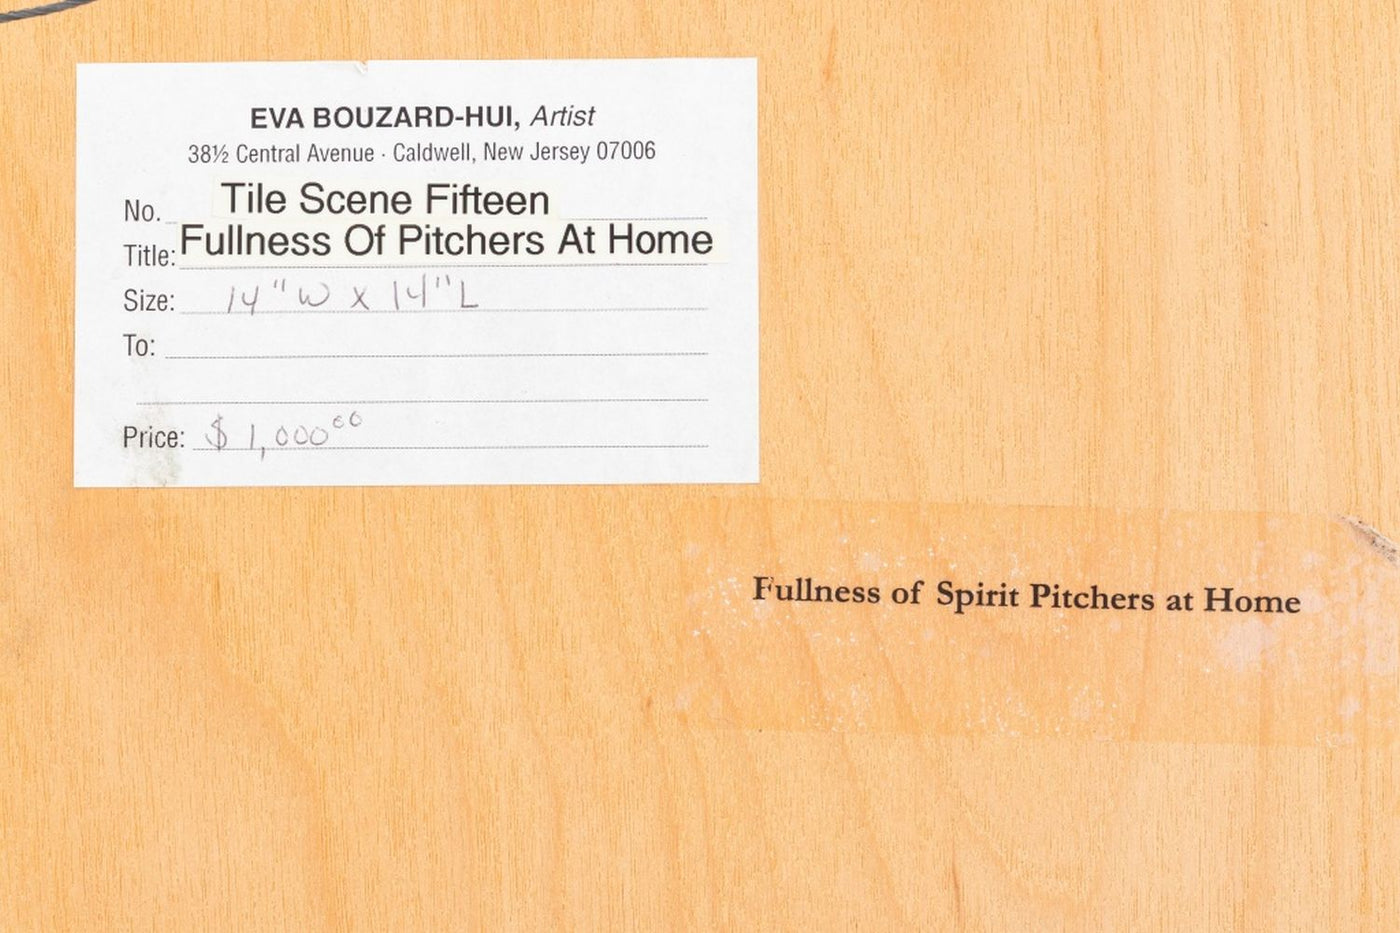 EVA BOUZARD-HUI, Artist
38½ Central Avenue · Caldwell, New Jersey 07006
No. Tile Scene Fifteen
Title: Fullness Of Pitchers At Home
Size: 14" W x 14" L
To:
Price: $ 1,000⁰⁰
Fullness of Spirit Pitchers at Home